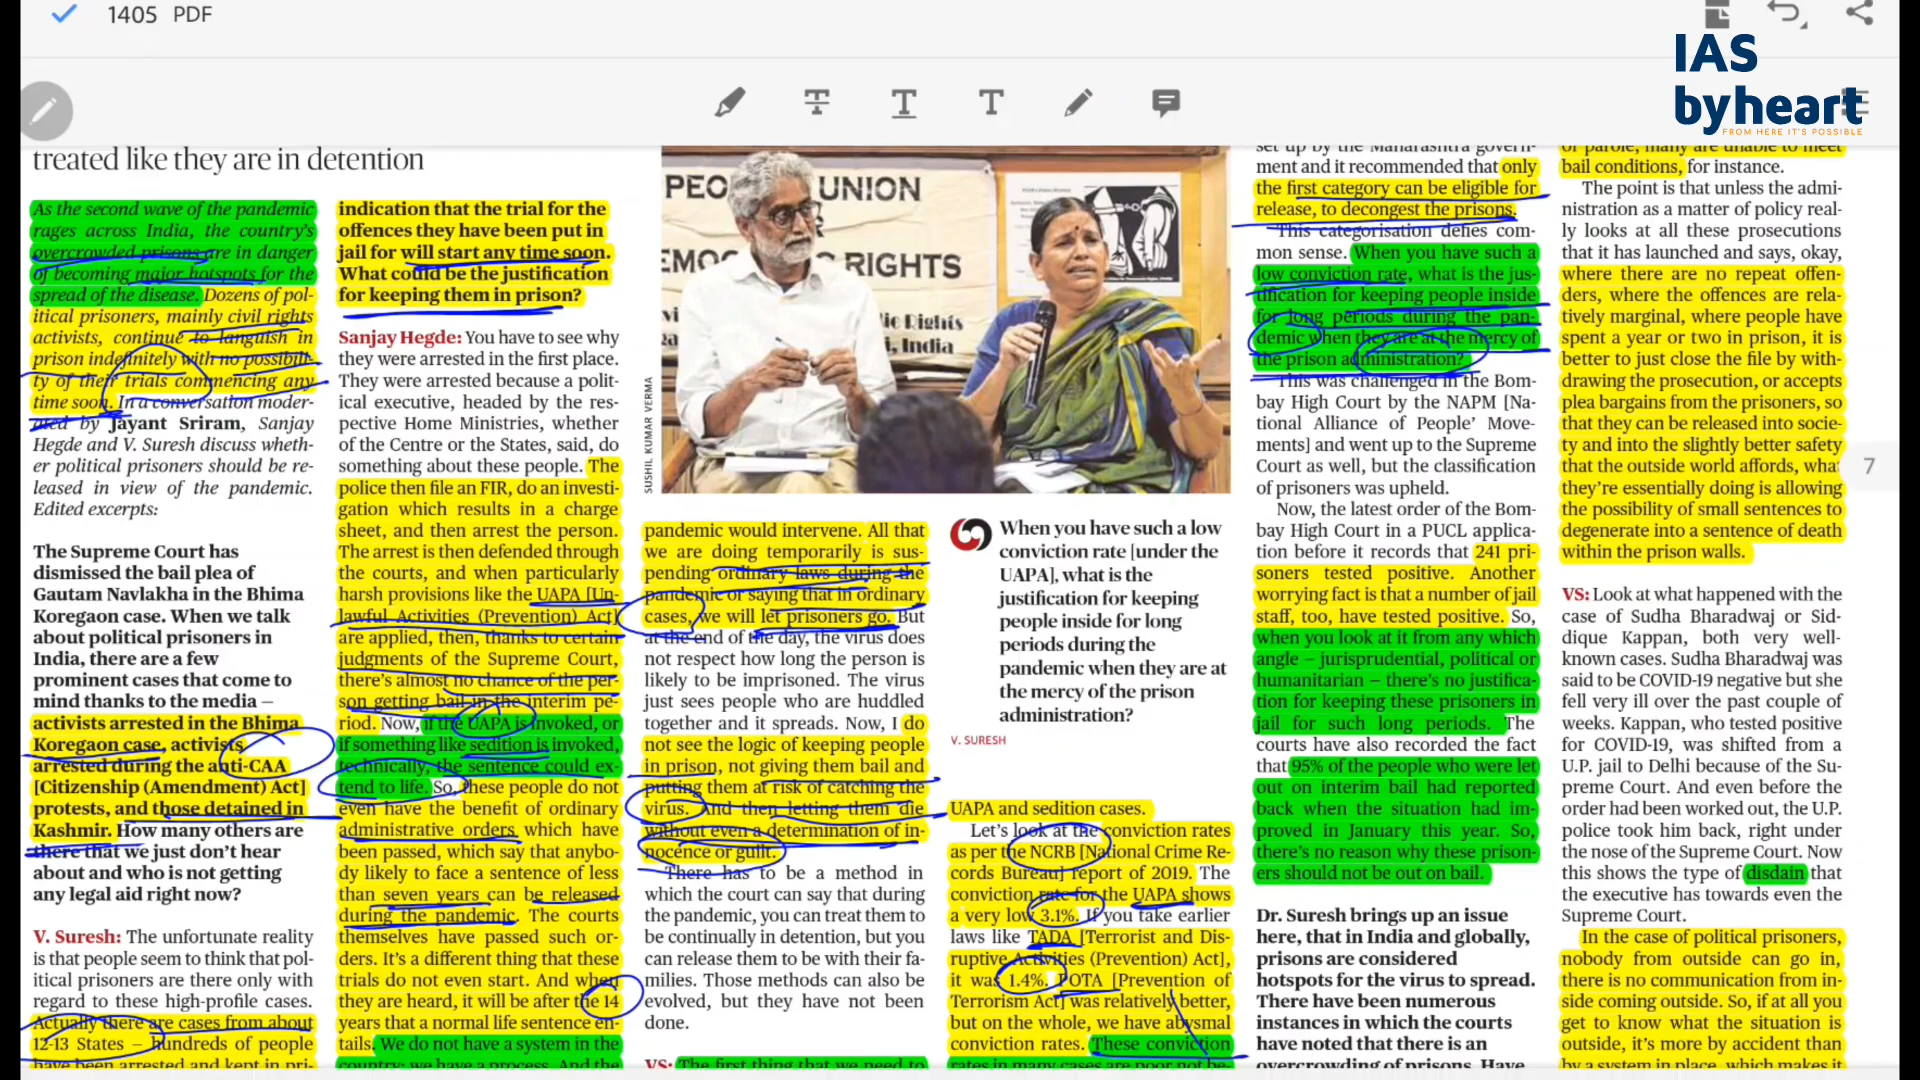 1405 PDF
IAS
byheart
FROM HERE IT'S POSSIBLE
treated like they are in detention
As the second wave of the pandemic
rages across India, the country's
overcrowded prisons are in danger
of becoming major hotspots for the
spread of the disease. Dozens of pol-
itical prisoners, mainly civil rights
activists, continue to languish in
prison indefinitely with no possibili-
ty of their trials commencing any
time soon. In a conversation moder-
ated by Jayant Sriram, Sanjay
Hegde and V. Suresh discuss wheth-
er political prisoners should be re-
leased in view of the pandemic.
Edited excerpts:
The Supreme Court has
dismissed the bail plea of
Gautam Navlakha in the Bhima
Koregaon case. When we talk
about political prisoners in
India, there are a few
prominent cases that come to
mind thanks to the media –
activists arrested in the Bhima
Koregaon case, activists
arrested during the anti-CAA
[Citizenship (Amendment) Act]
protests, and those detained in
Kashmir. How many others are
there that we just don't hear
about and who is not getting
any legal aid right now?
V. Suresh: The unfortunate reality
is that people seem to think that pol-
itical prisoners are there only with
regard to these high-profile cases.
Actually there are cases from about
12-13 States – hundreds of people
have been arrested and kept in pri-
indication that the trial for the
offences they have been put in
jail for will start any time soon.
What could be the justification
for keeping them in prison?
Sanjay Hegde: You have to see why
they were arrested in the first place.
They were arrested because a polit-
ical executive, headed by the res-
pective Home Ministries, whether
of the Centre or the States, said, do
something about these people. The
police then file an FIR, do an investi-
gation which results in a charge
sheet, and then arrest the person.
The arrest is then defended through
the courts, and when particularly
harsh provisions like the UAPA [Un-
lawful Activities (Prevention) Act]
are applied, then, thanks to certain
judgments of the Supreme Court,
there's almost no chance of the per-
son getting bail in the interim pe-
riod. Now, if the UAPA is invoked, or
if something like sedition is invoked,
technically, the sentence could ex-
tend to life. So, these people do not
even have the benefit of ordinary
administrative orders which have
been passed, which say that anybo-
dy likely to face a sentence of less
than seven years can be released
during the pandemic. The courts
themselves have passed such or-
ders. It's a different thing that these
trials do not even start. And when
they are heard, it will be after the 14
years that a normal life sentence en-
tails. We do not have a system in the
country; we have a process. And the
SUSHIL KUMAR VERMA
PEO UNION
EMOC RIGHTS
ic Rights
i, India
pandemic would intervene. All that
we are doing temporarily is sus-
pending ordinary laws during the
pandemic or saying that in ordinary
cases, we will let prisoners go. But
at the end of the day, the virus does
not respect how long the person is
likely to be imprisoned. The virus
just sees people who are huddled
together and it spreads. Now, I do
not see the logic of keeping people
in prison, not giving them bail and
putting them at risk of catching the
virus. And then letting them die
without even a determination of in-
nocence or guilt.
There has to be a method in
which the court can say that during
the pandemic, you can treat them to
be continually in detention, but you
can release them to be with their fa-
milies. Those methods can also be
evolved, but they have not been
done.
VS: The first thing that we need to
When you have such a low
conviction rate [under the
UAPA], what is the
justification for keeping
people inside for long
periods during the
pandemic when they are at
the mercy of the prison
administration?
V. SURESH
UAPA and sedition cases.
Let's look at the conviction rates
as per the NCRB [National Crime Re-
cords Bureau] report of 2019. The
conviction rate for the UAPA shows
a very low 3.1%. If you take earlier
laws like TADA [Terrorist and Dis-
ruptive Activities (Prevention) Act],
it was 1.4%. POTA [Prevention of
Terrorism Act] was relatively better,
but on the whole, we have abysmal
conviction rates. These conviction
rates in many cases are poor not be-
set up by the Maharashtra govern-
ment and it recommended that only
the first category can be eligible for
release, to decongest the prisons.
This categorisation defies com-
mon sense. When you have such a
low conviction rate, what is the jus-
tification for keeping people inside
for long periods during the pan-
demic when they are at the mercy of
the prison administration?
This was challenged in the Bom-
bay High Court by the NAPM [Na-
tional Alliance of People' Move-
ments] and went up to the Supreme
Court as well, but the classification
of prisoners was upheld.
Now, the latest order of the Bom-
bay High Court in a PUCL applica-
tion before it records that 241 pri-
soners tested positive. Another
worrying fact is that a number of jail
staff, too, have tested positive. So,
when you look at it from any which
angle – jurisprudential, political or
humanitarian – there's no justifica-
tion for keeping these prisoners in
jail for such long periods. The
courts have also recorded the fact
that 95% of the people who were let
out on interim bail had reported
back when the situation had im-
proved in January this year. So,
there's no reason why these prison-
ers should not be out on bail.
Dr. Suresh brings up an issue
here, that in India and globally,
prisons are considered
hotspots for the virus to spread.
There have been numerous
instances in which the courts
have noted that there is an
overcrowding of prisons. Have
of parole, many are unable to meet
bail conditions, for instance.
The point is that unless the admi-
nistration as a matter of policy real-
ly looks at all these prosecutions
that it has launched and says, okay,
where there are no repeat offen-
ders, where the offences are rela-
tively marginal, where people have
spent a year or two in prison, it is
better to just close the file by with-
drawing the prosecution, or accepts
plea bargains from the prisoners, so
that they can be released into socie-
ty and into the slightly better safety
that the outside world affords, what
they're essentially doing is allowing
the possibility of small sentences to
degenerate into a sentence of death
within the prison walls.
VS: Look at what happened with the
case of Sudha Bharadwaj or Sid-
dique Kappan, both very well-
known cases. Sudha Bharadwaj was
said to be COVID-19 negative but she
fell very ill over the past couple of
weeks. Kappan, who tested positive
for COVID-19, was shifted from a
U.P. jail to Delhi because of the Su-
preme Court. And even before the
order had been worked out, the U.P.
police took him back, right under
the nose of the Supreme Court. Now
this shows the type of disdain that
the executive has towards even the
Supreme Court.
In the case of political prisoners,
nobody from outside can go in,
there is no communication from in-
side coming outside. So, if at all you
get to know what the situation is
outside, it's more by accident than
by a system in place, which makes it
7